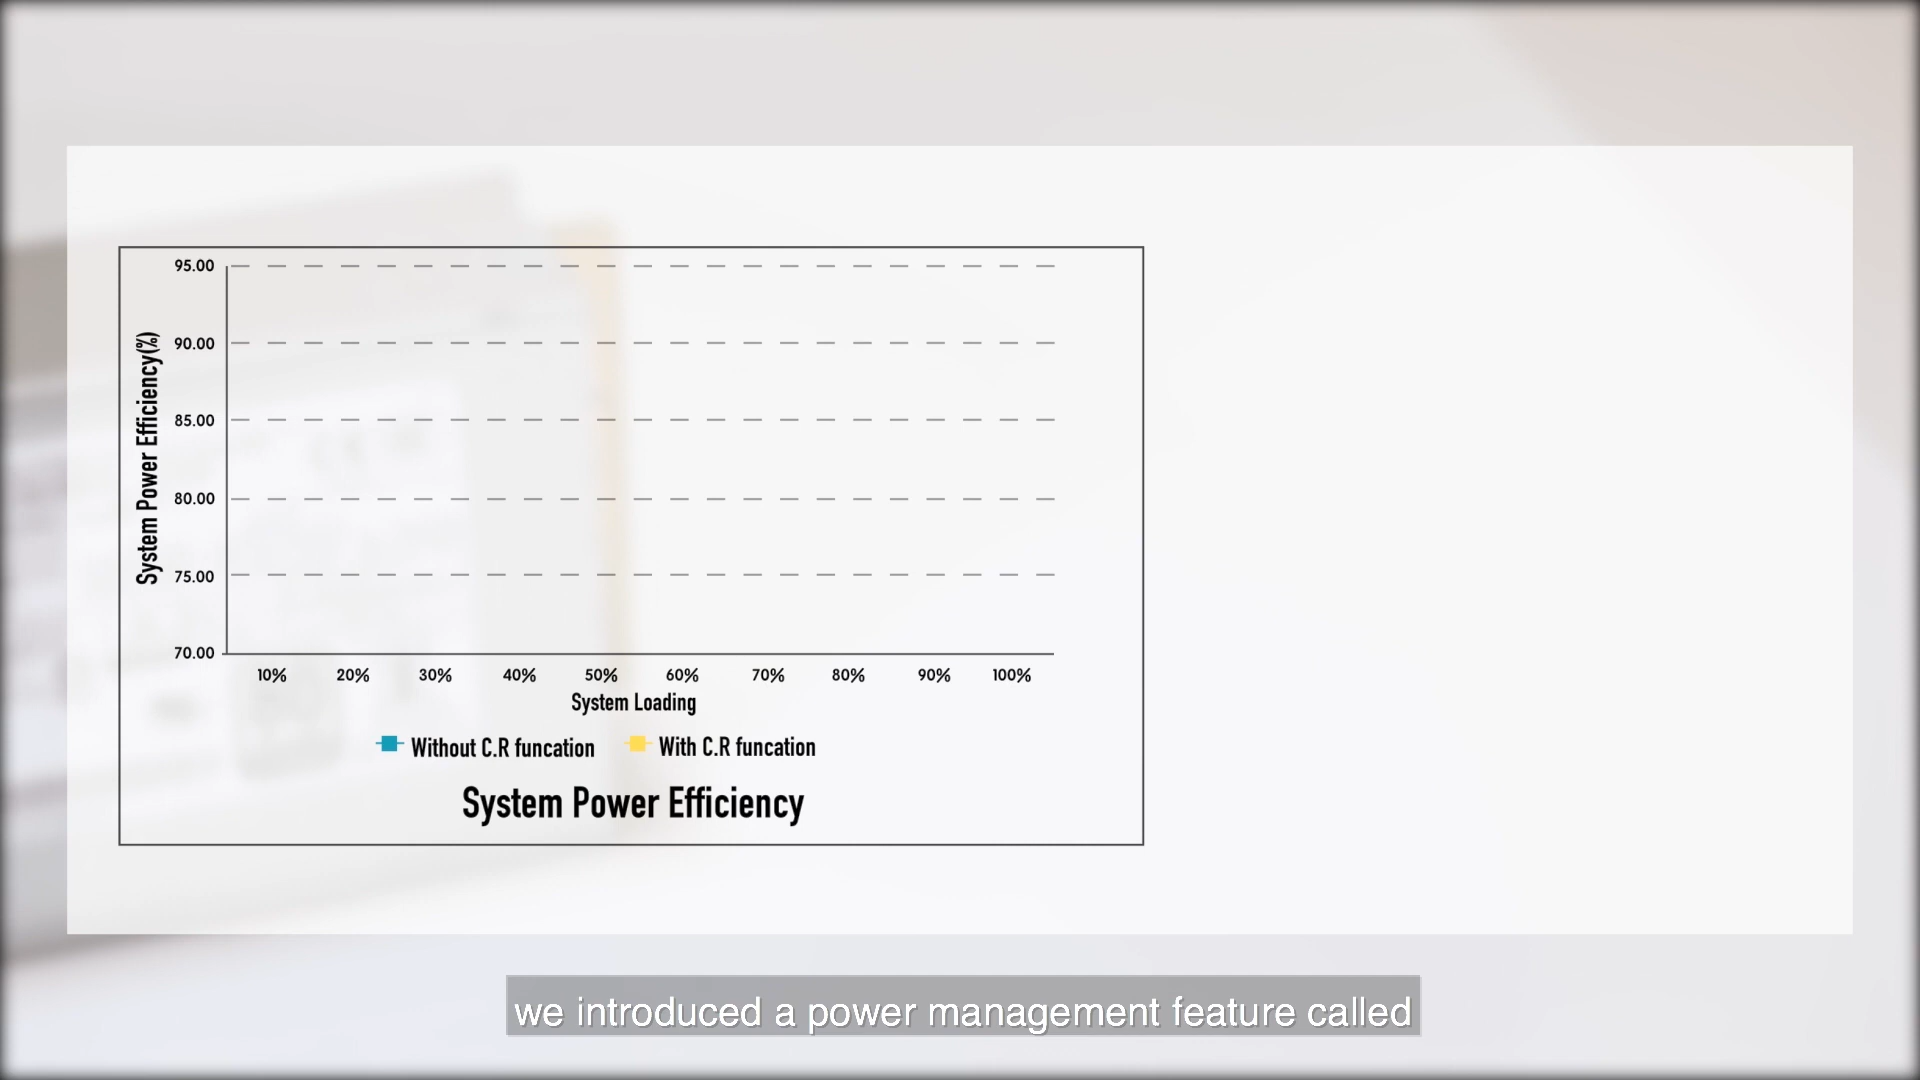 95.00
90.00
85.00
80.00
75.00
70.00
System Power Efficiency(%)
10% 20% 30% 40% 50% 60% 70% 80% 90% 100%
System Loading
Without C.R funcation With C.R funcation
System Power Efficiency
we introduced a power management feature called